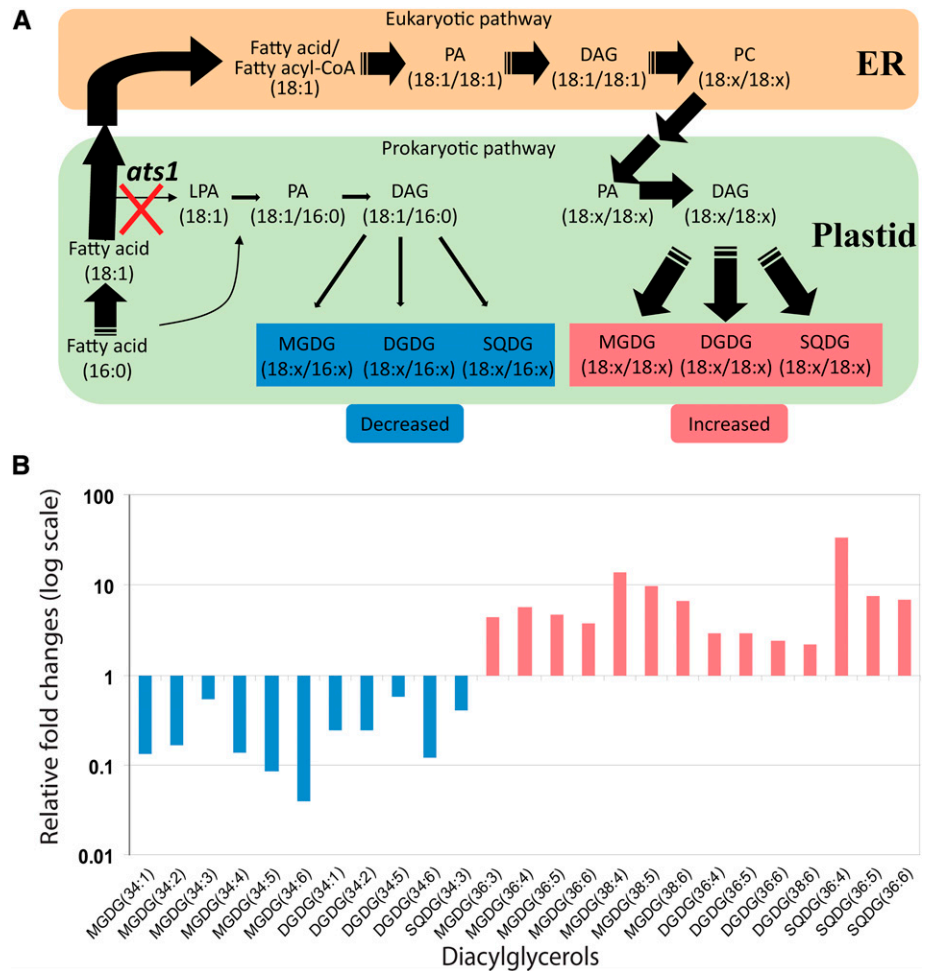 A
Eukaryotic pathway
Fatty acid/
Fatty acyl-CoA
(18:1)
PA
(18:1/18:1)
DAG
(18:1/18:1)
PC
(18:x/18:x)
ER
Prokaryotic pathway
ats1
LPA
(18:1)
PA
(18:1/16:0)
DAG
(18:1/16:0)
PA
(18:x/18:x)
DAG
(18:x/18:x)
Plastid
Fatty acid
(18:1)
Fatty acid
(16:0)
MGDG
(18:x/16:x)
DGDG
(18:x/16:x)
SQDG
(18:x/16:x)
MGDG
(18:x/18:x)
DGDG
(18:x/18:x)
SQDG
(18:x/18:x)
Decreased
Increased
B
Relative fold changes (log scale)
100
10
1
0.1
0.01
MGDG(34:1)
MGDG(34:2)
MGDG(34:3)
MGDG(34:4)
MGDG(34:5)
MGDG(34:6)
DGDG(34:1)
DGDG(34:2)
DGDG(34:5)
DGDG(34:6)
SQDG(34:3)
MGDG(36:3)
MGDG(36:4)
MGDG(36:5)
MGDG(36:6)
MGDG(38:4)
MGDG(38:5)
MGDG(38:6)
DGDG(36:4)
DGDG(36:5)
DGDG(36:6)
DGDG(38:6)
SQDG(36:4)
SQDG(36:5)
SQDG(36:6)
Diacylglycerols